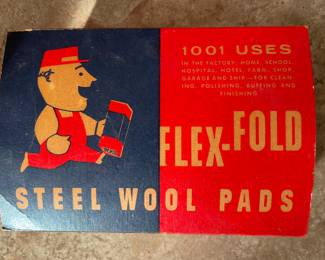 1001 USES
IN THE FACTORY, HOME, SCHOOL,
HOSPITAL, HOTEL, FARM, SHOP,
GARAGE AND SHIP—FOR CLEAN-
ING, POLISHING, BUFFING AND
FINISHING
FLEX-FOLD
STEEL WOOL PADS